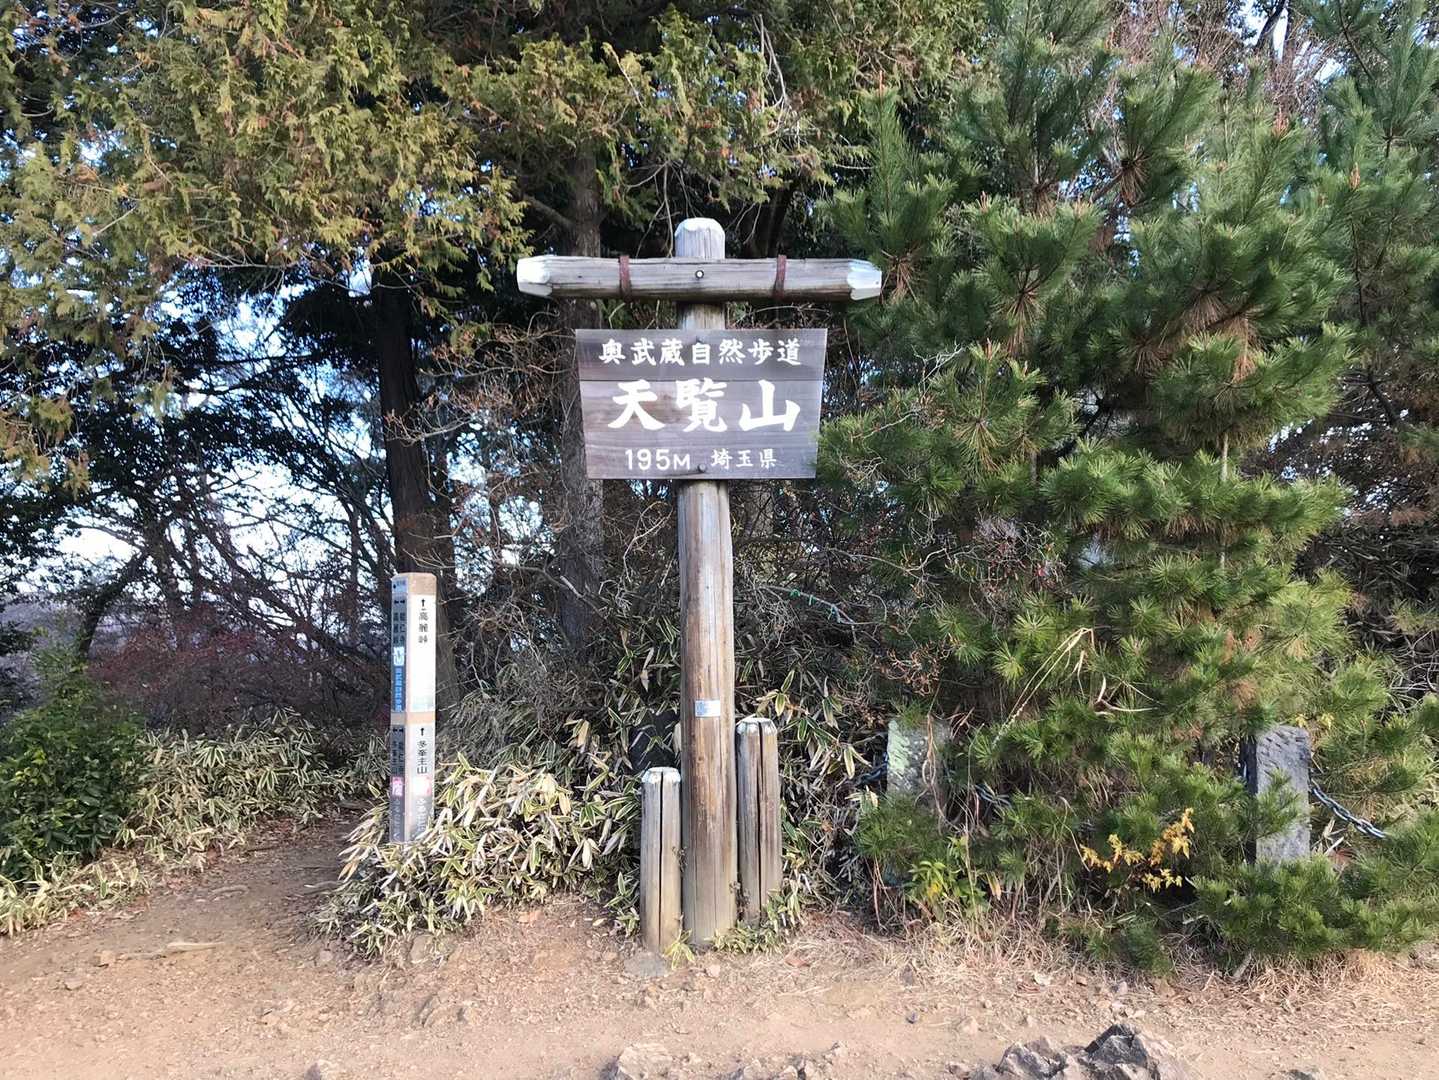 奥武蔵自然歩道
天覧山
195M 埼玉県
↑高麗峠
↑多峯主山